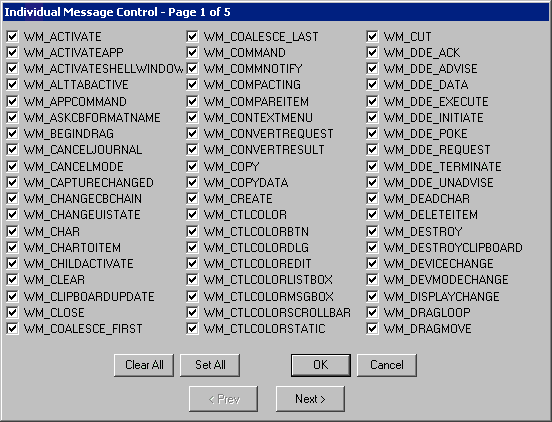 Individual Message Control - Page 1 of 5
WM_ACTIVATE
WM_ACTIVATEAPP
WM_ACTIVATESHELLWINDOW
WM_ALTTABACTIVE
WM_APPCOMMAND
WM_ASKCBFORMATNAME
WM_BEGINDRAG
WM_CANCELJOURNAL
WM_CANCELMODE
WM_CAPTURECHANGED
WM_CHANGECBCHAIN
WM_CHANGEUISTATE
WM_CHAR
WM_CHARTOITEM
WM_CHILDACTIVATE
WM_CLEAR
WM_CLIPBOARDUPDATE
WM_CLOSE
WM_COALESCE_FIRST
WM_COALESCE_LAST
WM_COMMAND
WM_COMMNOTIFY
WM_COMPACTING
WM_COMPAREITEM
WM_CONTEXTMENU
WM_CONVERTREQUEST
WM_CONVERTRESULT
WM_COPY
WM_COPYDATA
WM_CREATE
WM_CTLCOLOR
WM_CTLCOLORBTN
WM_CTLCOLORDLG
WM_CTLCOLOREDIT
WM_CTLCOLORLISTBOX
WM_CTLCOLORMSGBOX
WM_CTLCOLORSCROLLBAR
WM_CTLCOLORSTATIC
WM_CUT
WM_DDE_ACK
WM_DDE_ADVISE
WM_DDE_DATA
WM_DDE_EXECUTE
WM_DDE_INITIATE
WM_DDE_POKE
WM_DDE_REQUEST
WM_DDE_TERMINATE
WM_DDE_UNADVISE
WM_DEADCHAR
WM_DELETEITEM
WM_DESTROY
WM_DESTROYCLIPBOARD
WM_DEVICECHANGE
WM_DEVMODECHANGE
WM_DISPLAYCHANGE
WM_DRAGLOOP
WM_DRAGMOVE
Clear All
Set All
OK
Cancel
< Prev
Next >